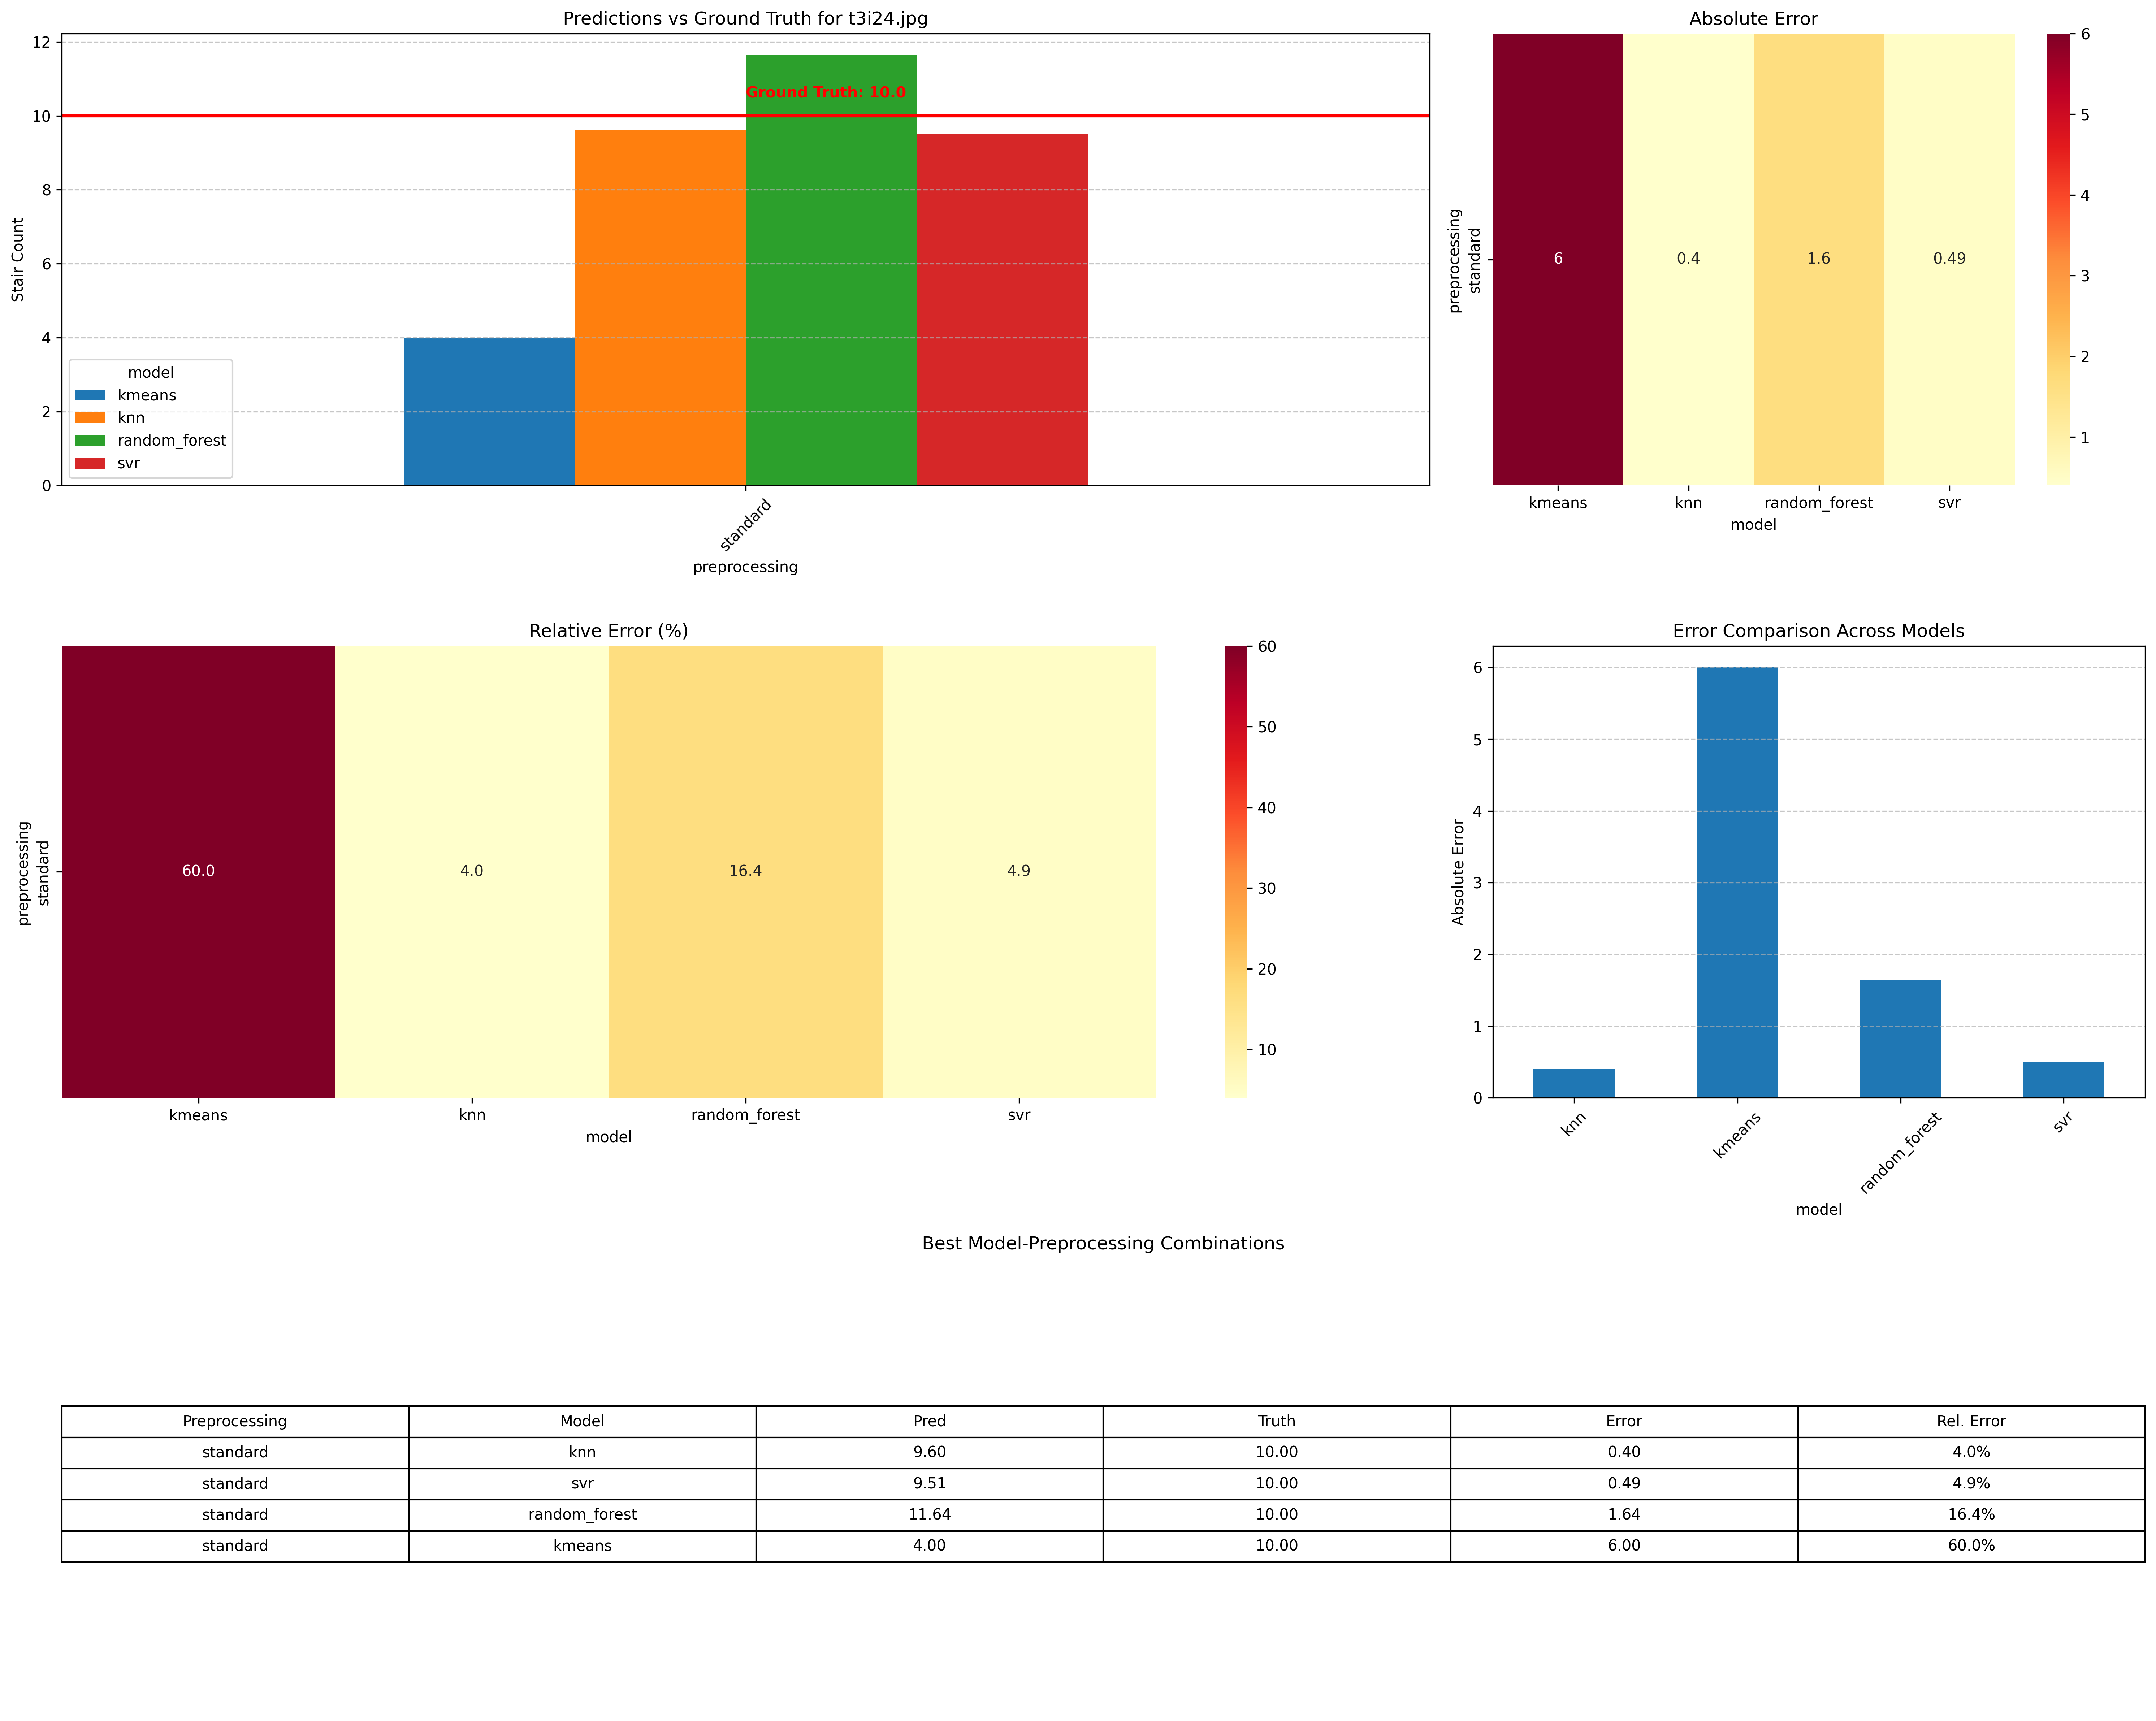 Predictions vs Ground Truth for t3i24.jpg
12
10
8
6
4
2
0
Stair Count
Ground Truth: 10.0
model
kmeans
knn
random_forest
svr
standard
preprocessing
Absolute Error
preprocessing
standard
6 0.4 1.6 0.49
kmeans knn random_forest svr
model
6
5
4
3
2
1
Relative Error (%)
preprocessing
standard
60.0 4.0 16.4 4.9
kmeans knn random_forest svr
model
60
50
40
30
20
10
Error Comparison Across Models
Absolute Error
6
5
4
3
2
1
0
knn kmeans random_forest svr
model
Best Model-Preprocessing Combinations
Preprocessing Model Pred Truth Error Rel. Error
standard knn 9.60 10.00 0.40 4.0%
standard svr 9.51 10.00 0.49 4.9%
standard random_forest 11.64 10.00 1.64 16.4%
standard kmeans 4.00 10.00 6.00 60.0%